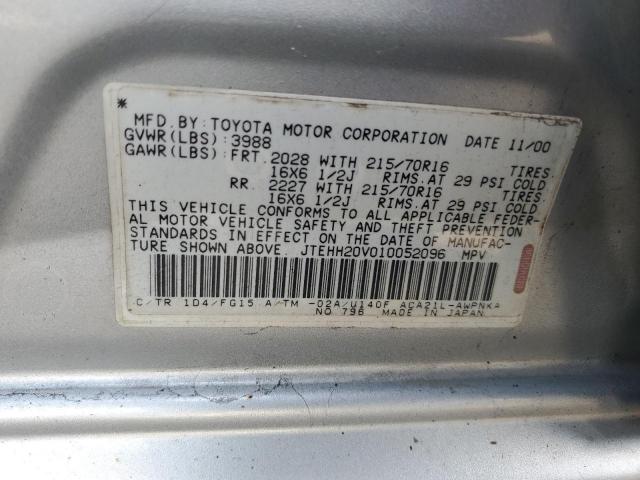 *
MFD. BY: TOYOTA MOTOR CORPORATION DATE 11/00
GVWR(LBS): 3988
GAWR(LBS): FRT. 2028 WITH 215/70R16 TIRES.
16X6 1/2J RIMS. AT 29 PSI COLD
RR. 2227 WITH 215/70R16 TIRES.
16X6 1/2J RIMS. AT 29 PSI COLD
THIS VEHICLE CONFORMS TO ALL APPLICABLE FEDER-
AL MOTOR VEHICLE SAFETY AND THEFT PREVENTION
STANDARDS IN EFFECT ON THE DATE OF MANUFAC-
TURE SHOWN ABOVE. JTEHH20V010052096 MPV
C/TR 1D4/FG15 A/TM -02A/U140F ACA21L-AWPNKA
NO 796 MADE IN JAPAN